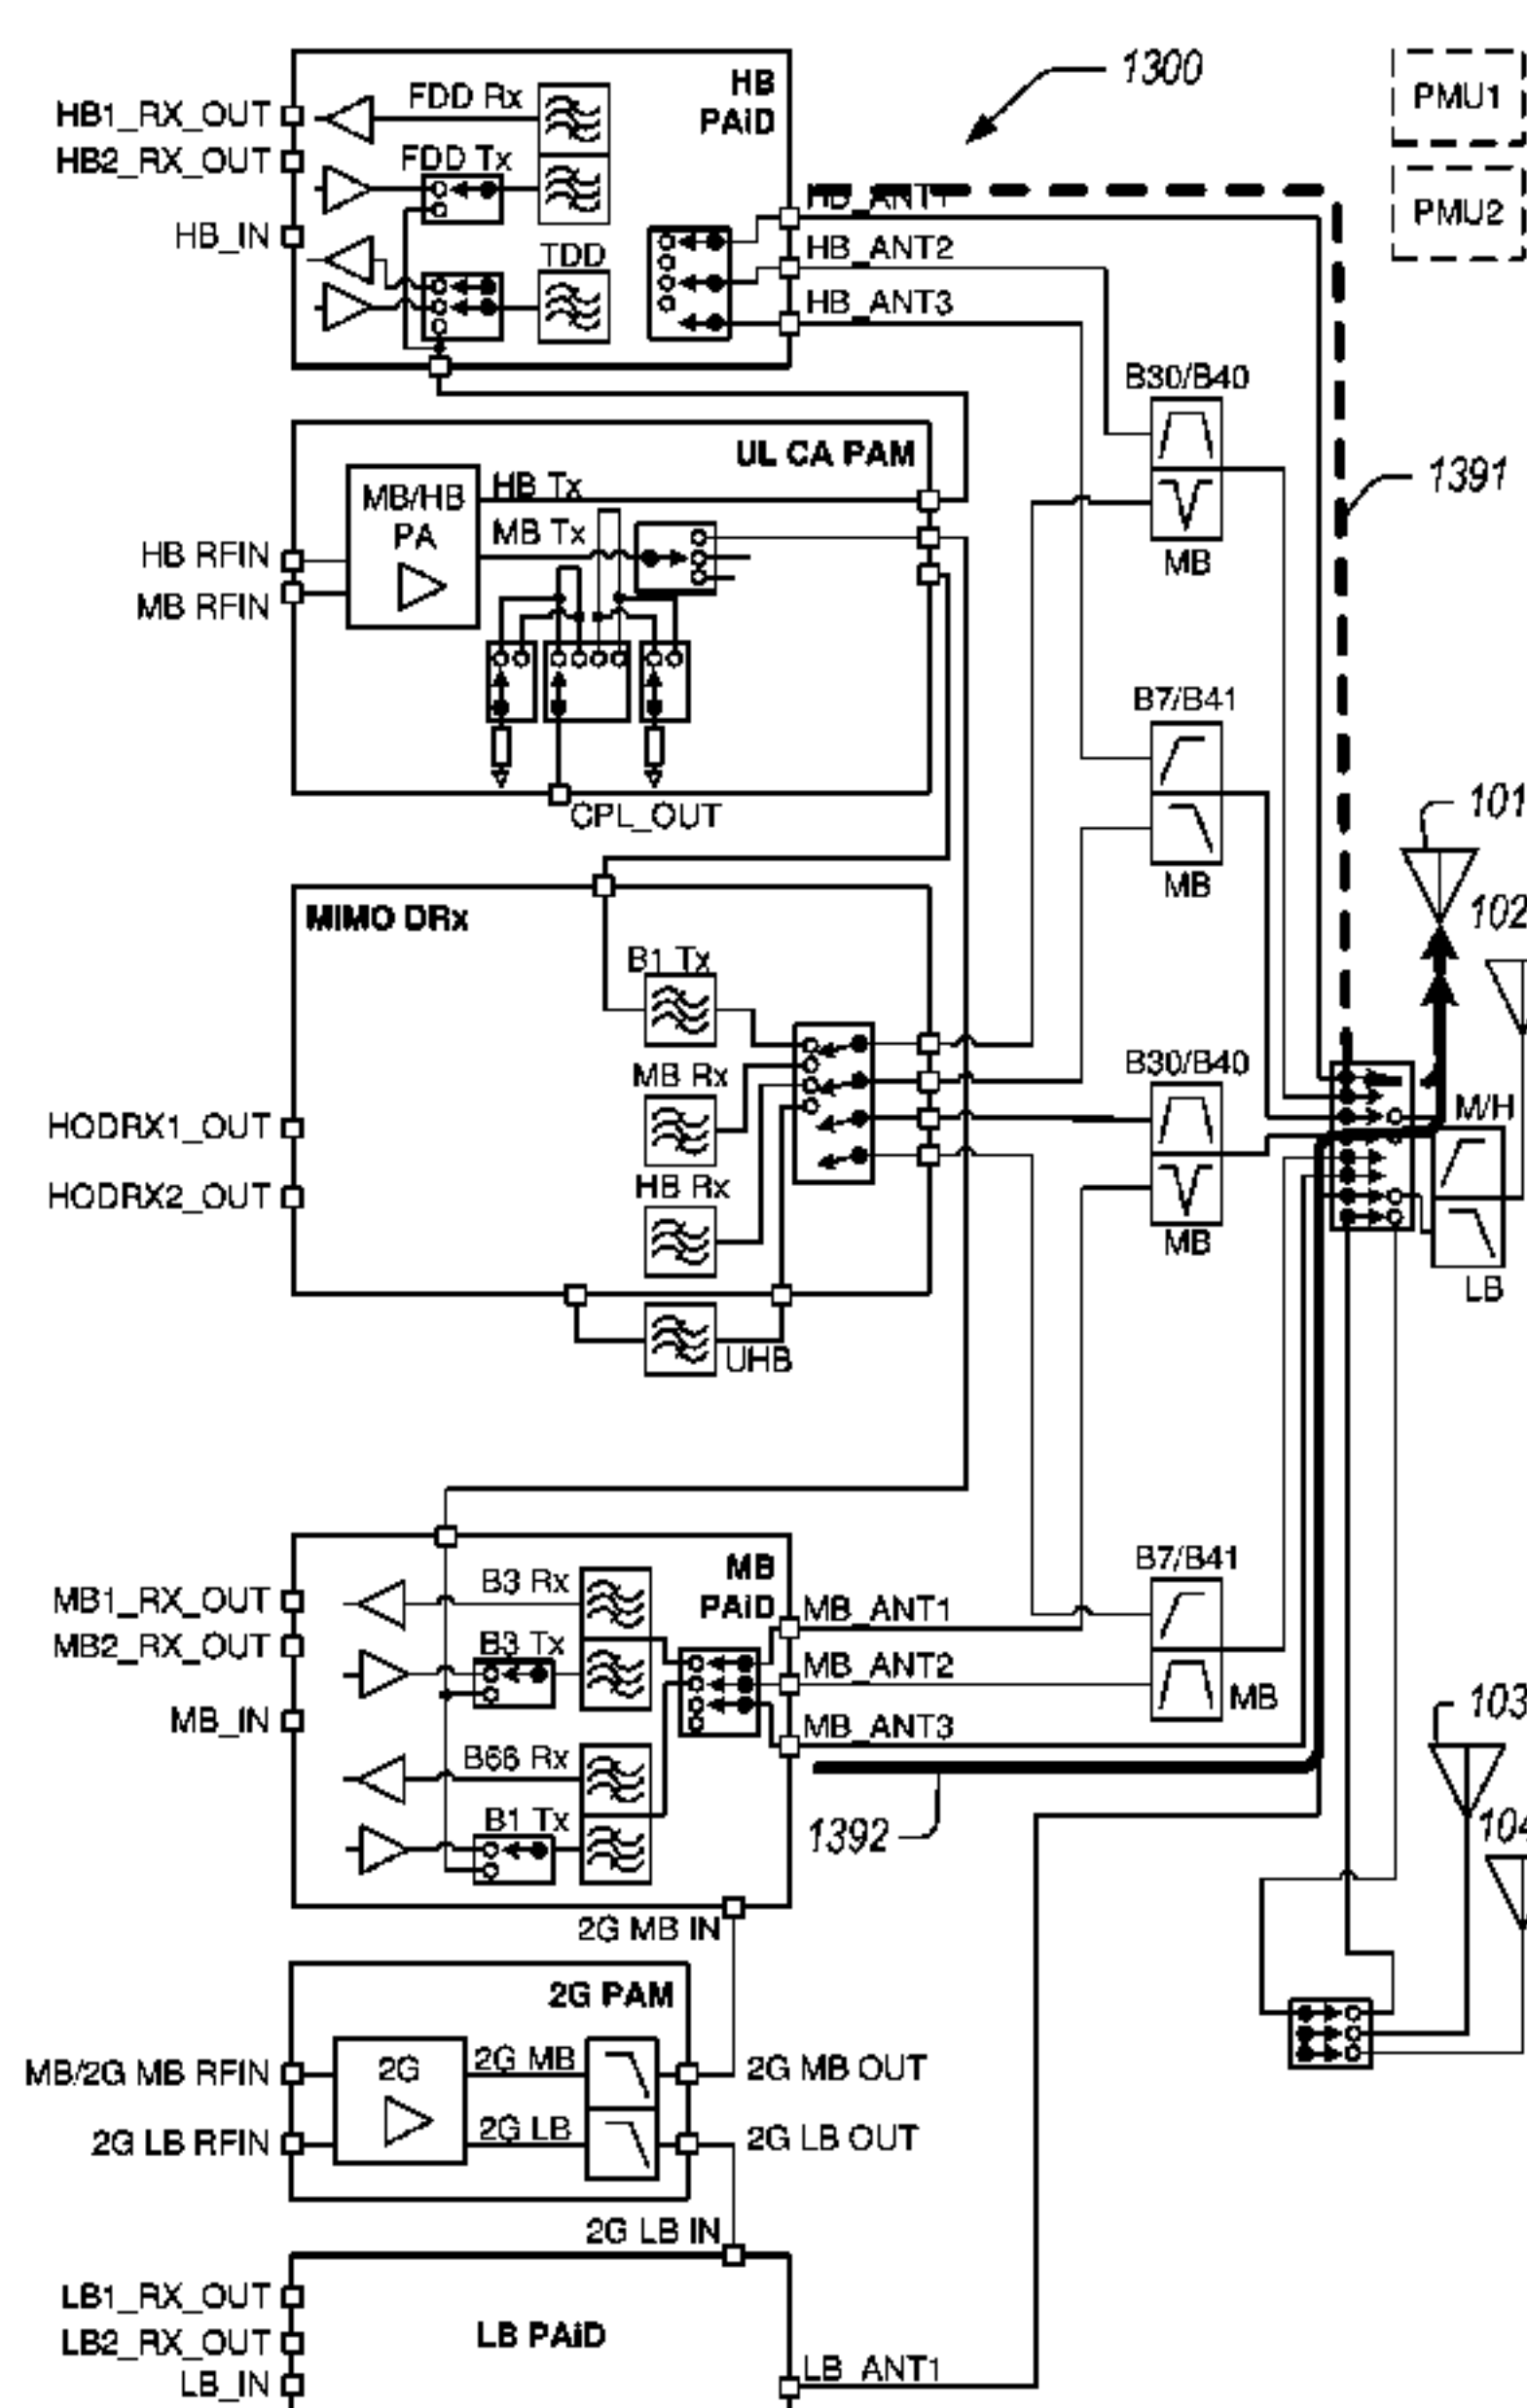 1300
PMU1
PMU2
HB PAiD
HB1_RX_OUT
HB2_RX_OUT
HB_IN
FDD Rx
FDD Tx
TDD
HB_ANT1
HB_ANT2
HB_ANT3
B30/B40
MB
1391
UL CA PAM
MB/HB PA
HB Tx
MB Tx
HB RFIN
MB RFIN
CPL_OUT
B7/B41
MB
101
102
MIMO DRx
B1 Tx
MB Rx
HB Rx
HODRX1_OUT
HODRX2_OUT
UHB
B30/B40
MB
M/H
LB
MB PAiD
MB1_RX_OUT
MB2_RX_OUT
MB_IN
B3 Rx
B3 Tx
B66 Rx
B1 Tx
MB_ANT1
MB_ANT2
MB_ANT3
B7/B41
MB
1392
103
104
2G MB IN
2G PAM
MB/2G MB RFIN
2G LB RFIN
2G
2G MB
2G LB
2G MB OUT
2G LB OUT
2G LB IN
LB1_RX_OUT
LB2_RX_OUT
LB_IN
LB PAiD
LB_ANT1